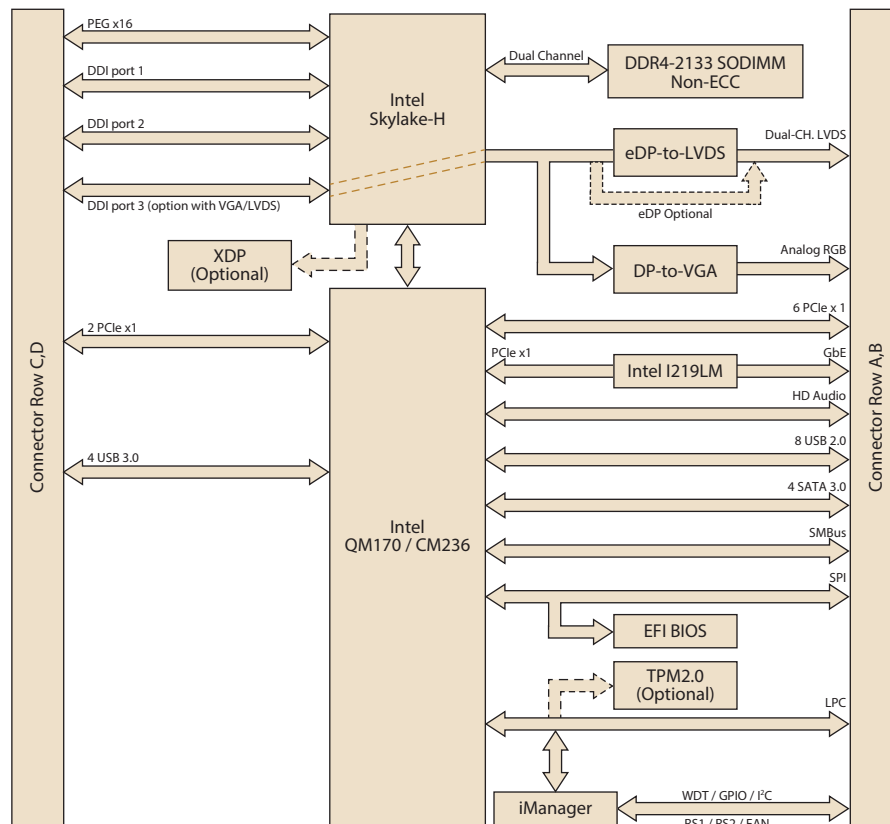 PEG x16
DDI port 1
DDI port 2
DDI port 3 (option with VGA/LVDS)
Intel
Skylake-H
Dual Channel
DDR4-2133 SODIMM
Non-ECC
eDP-to-LVDS
Dual-CH. LVDS
eDP Optional
XDP
(Optional)
DP-to-VGA
Analog RGB
Connector Row C,D
Connector Row A,B
2 PCIe x1
4 USB 3.0
Intel
QM170 / CM236
6 PCIe x 1
PCIe x1
Intel I219LM
GbE
HD Audio
8 USB 2.0
4 SATA 3.0
SMBus
SPI
EFI BIOS
TPM2.0
(Optional)
LPC
iManager
WDT / GPIO / I²C